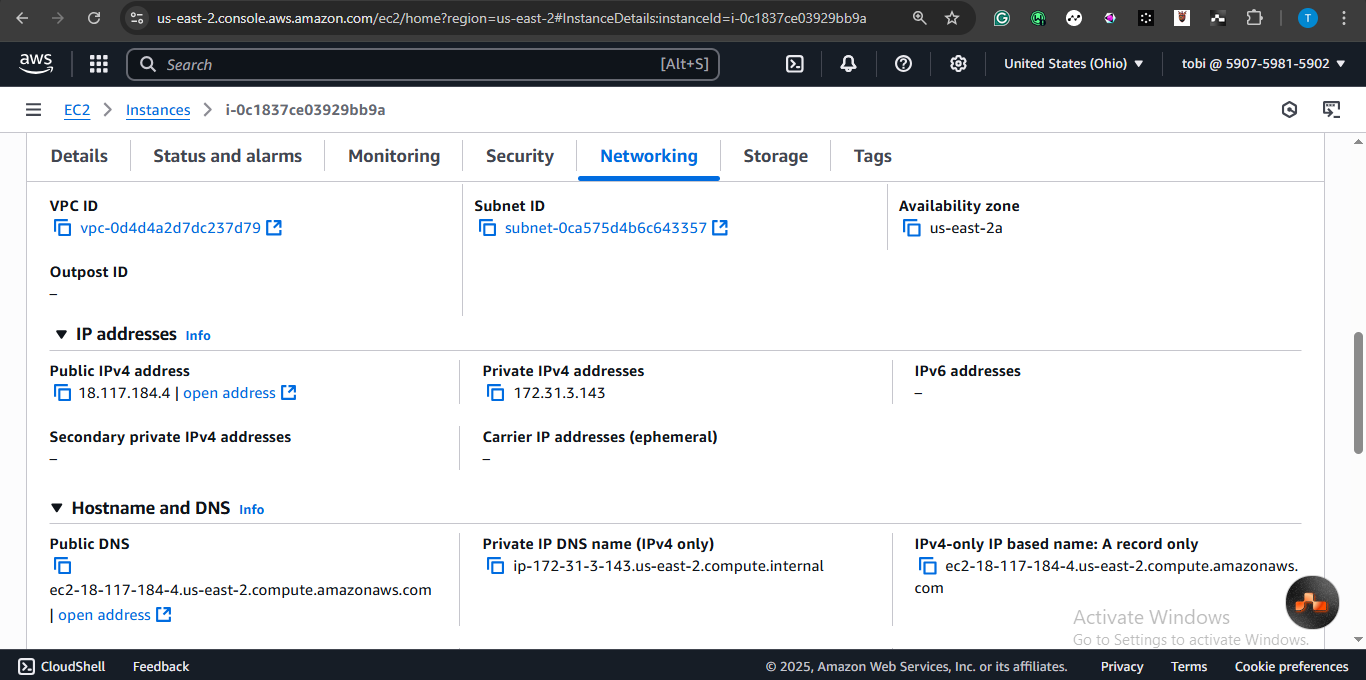 us-east-2.console.aws.amazon.com/ec2/home?region=us-east-2#InstanceDetails:instanceId=i-0c1837ce03929bb9a
T
aws
Search [Alt+S]
United States (Ohio)
tobi @ 5907-5981-5902
EC2
Instances
i-0c1837ce03929bb9a
Details
Status and alarms
Monitoring
Security
Networking
Storage
Tags
VPC ID
vpc-0d4d4a2d7dc237d79
Subnet ID
subnet-0ca575d4b6c643357
Availability zone
us-east-2a
Outpost ID
–
IP addresses Info
Public IPv4 address
18.117.184.4 | open address
Private IPv4 addresses
172.31.3.143
IPv6 addresses
–
Secondary private IPv4 addresses
–
Carrier IP addresses (ephemeral)
–
Hostname and DNS Info
Public DNS
ec2-18-117-184-4.us-east-2.compute.amazonaws.com
| open address
Private IP DNS name (IPv4 only)
ip-172-31-3-143.us-east-2.compute.internal
IPv4-only IP based name: A record only
ec2-18-117-184-4.us-east-2.compute.amazonaws.
com
Activate Windows
Go to Settings to activate Windows.
CloudShell
Feedback
© 2025, Amazon Web Services, Inc. or its affiliates.
Privacy
Terms
Cookie preferences